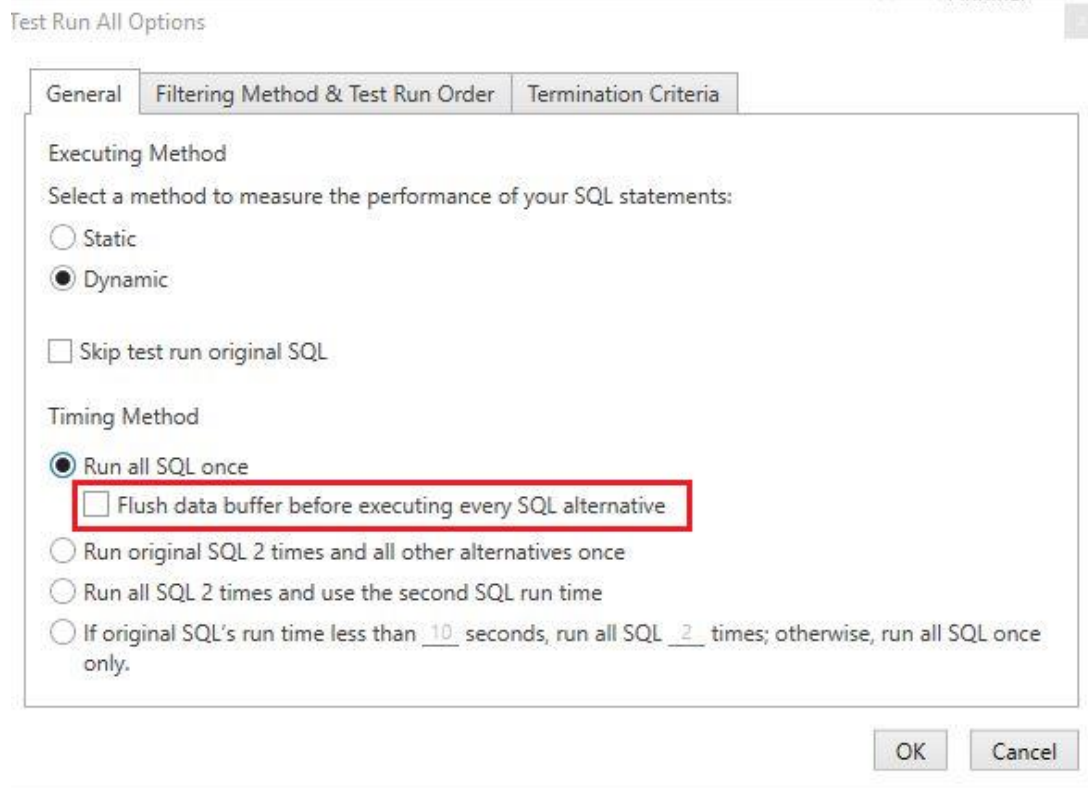 Test Run All Options
General
Filtering Method & Test Run Order
Termination Criteria
Executing Method
Select a method to measure the performance of your SQL statements:
Static
Dynamic
Skip test run original SQL
Timing Method
Run all SQL once
Flush data buffer before executing every SQL alternative
Run original SQL 2 times and all other alternatives once
Run all SQL 2 times and use the second SQL run time
If original SQL's run time less than 10 seconds, run all SQL 2 times; otherwise, run all SQL once
only.
OK
Cancel